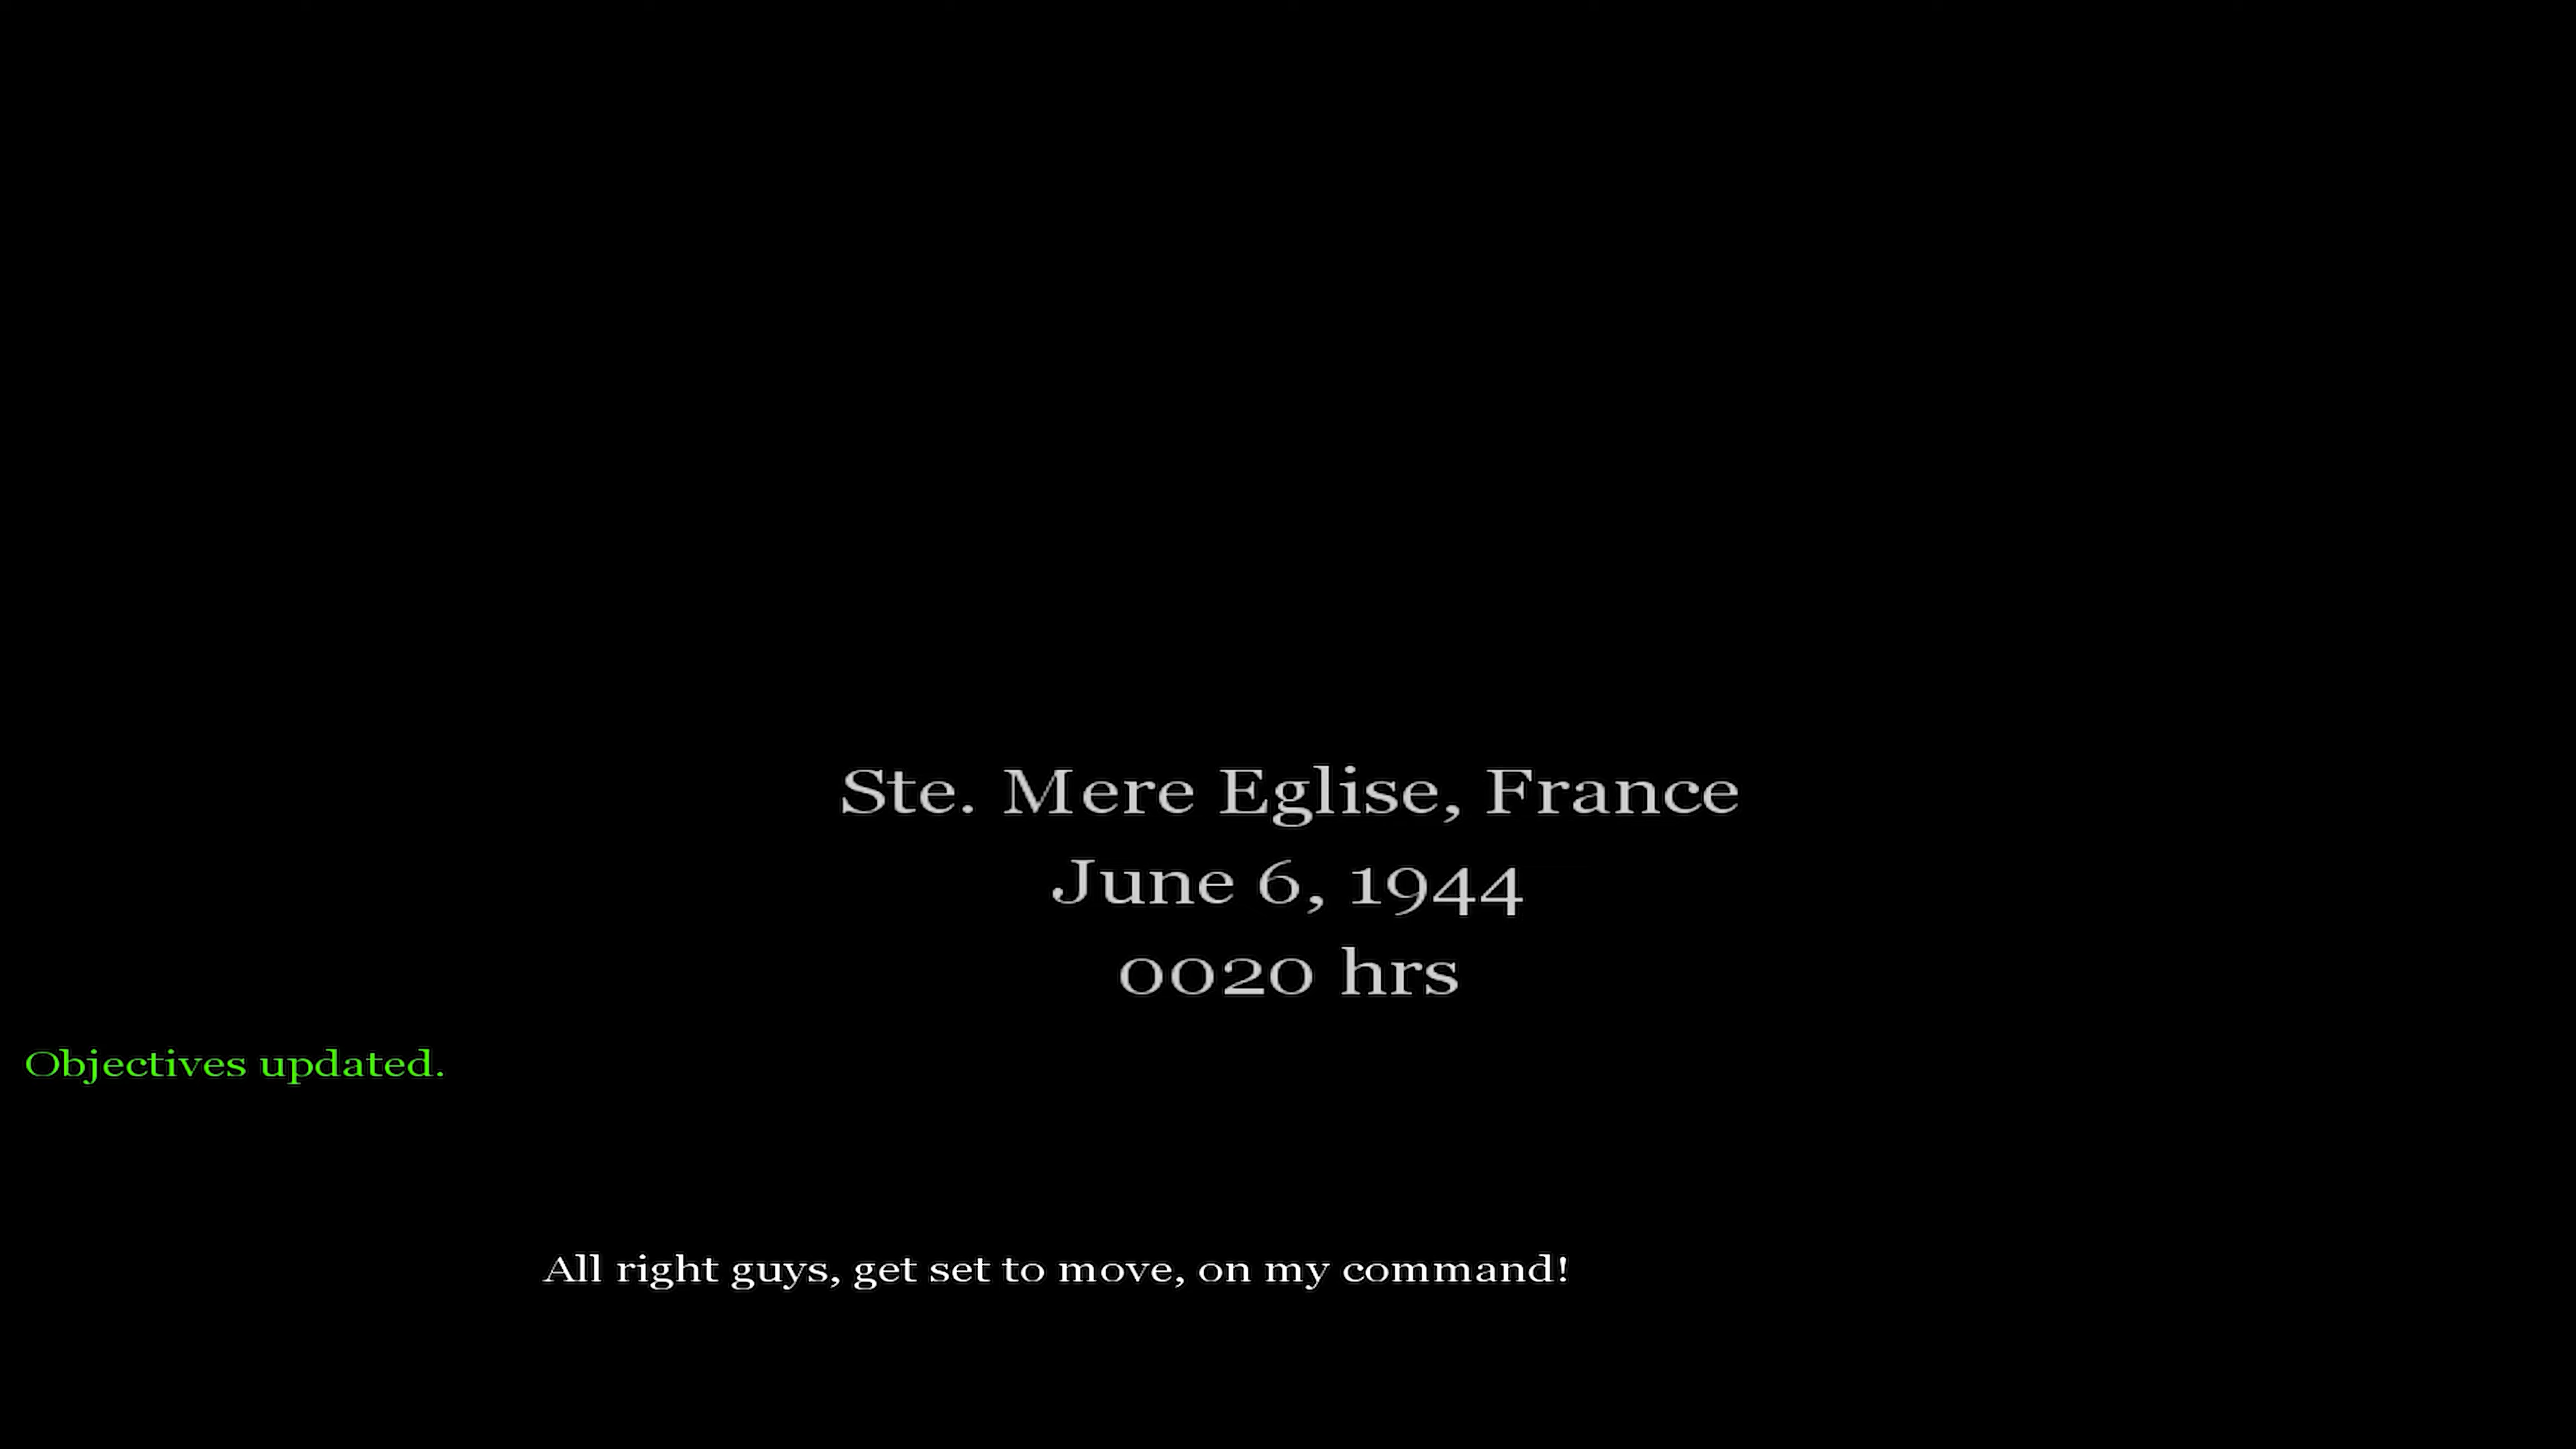 Ste. Mere Eglise, France
June 6, 1944
0020 hrs
Objectives updated.
All right guys, get set to move, on my command!